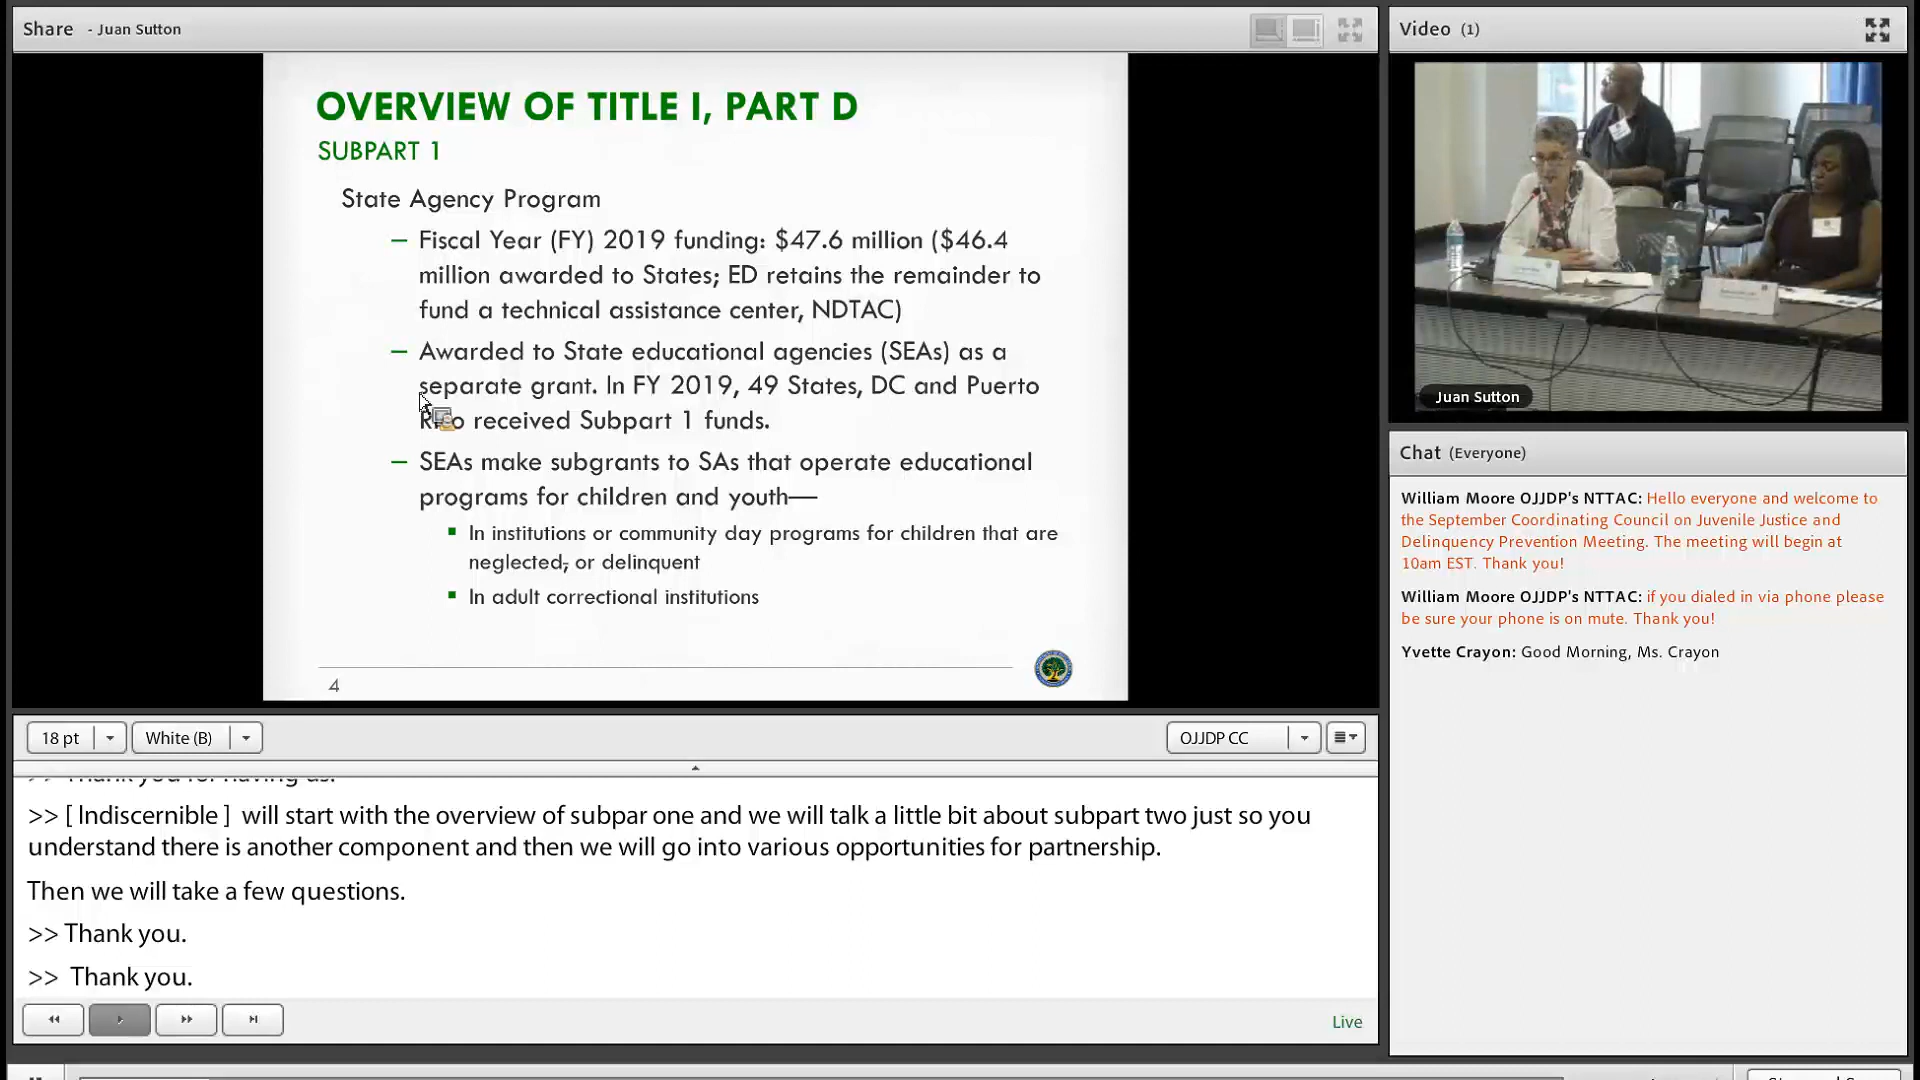 Share - Juan Sutton
OVERVIEW OF TITLE I, PART D
SUBPART 1
State Agency Program
– Fiscal Year (FY) 2019 funding: $47.6 million ($46.4
million awarded to States; ED retains the remainder to
fund a technical assistance center, NDTAC)
– Awarded to State educational agencies (SEAs) as a
separate grant. In FY 2019, 49 States, DC and Puerto
received Subpart 1 funds.
– SEAs make subgrants to SAs that operate educational
programs for children and youth—
▪ In institutions or community day programs for children that are
neglected, or delinquent
▪ In adult correctional institutions
4
18 pt
White (B)
OJJDP CC
>> Thank you for having us.
>> [ Indiscernible ] will start with the overview of subpar one and we will talk a little bit about subpart two just so you
understand there is another component and then we will go into various opportunities for partnership.
Then we will take a few questions.
>> Thank you.
>> Thank you.
Live
Video (1)
Juan Sutton
Chat (Everyone)
William Moore OJJDP's NTTAC: Hello everyone and welcome to
the September Coordinating Council on Juvenile Justice and
Delinquency Prevention Meeting. The meeting will begin at
10am EST. Thank you!
William Moore OJJDP's NTTAC: if you dialed in via phone please
be sure your phone is on mute. Thank you!
Yvette Crayon: Good Morning, Ms. Crayon